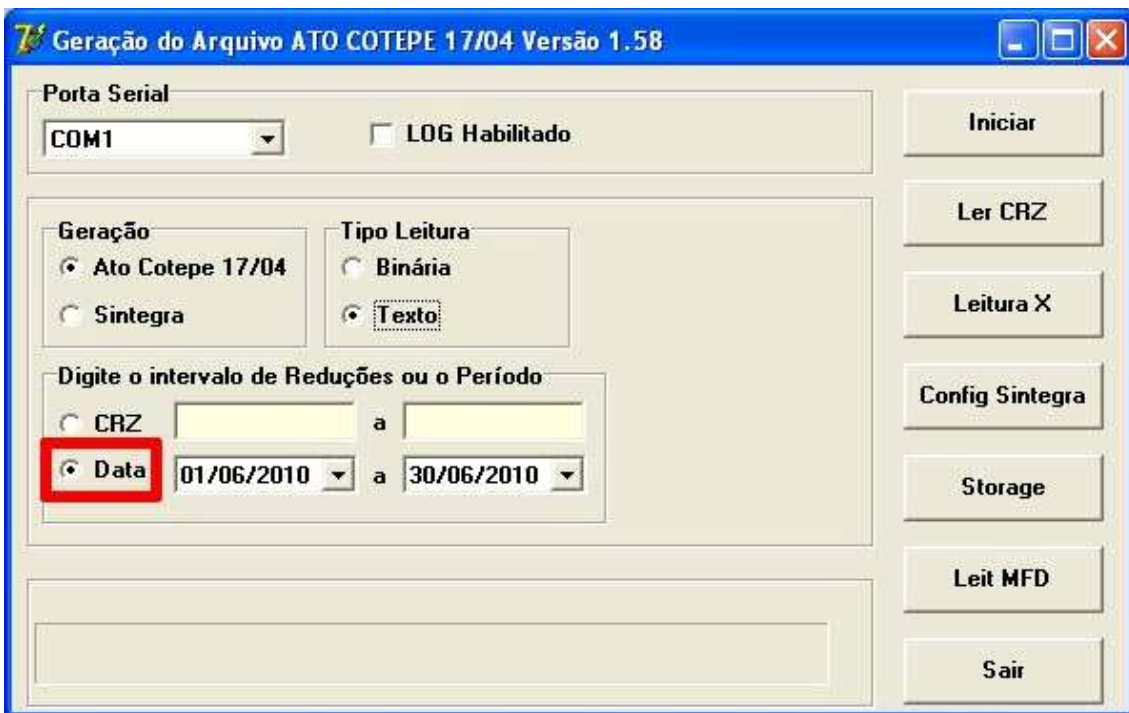 Geração do Arquivo ATO COTEPE 17/04 Versão 1.58
Porta Serial
COM1
LOG Habilitado
Geração
Ato Cotepe 17/04
Sintegra
Tipo Leitura
Binária
Texto
Digite o intervalo de Reduções ou o Período
CRZ a
Data 01/06/2010 a 30/06/2010
Iniciar
Ler CRZ
Leitura X
Config Sintegra
Storage
Leit MFD
Sair